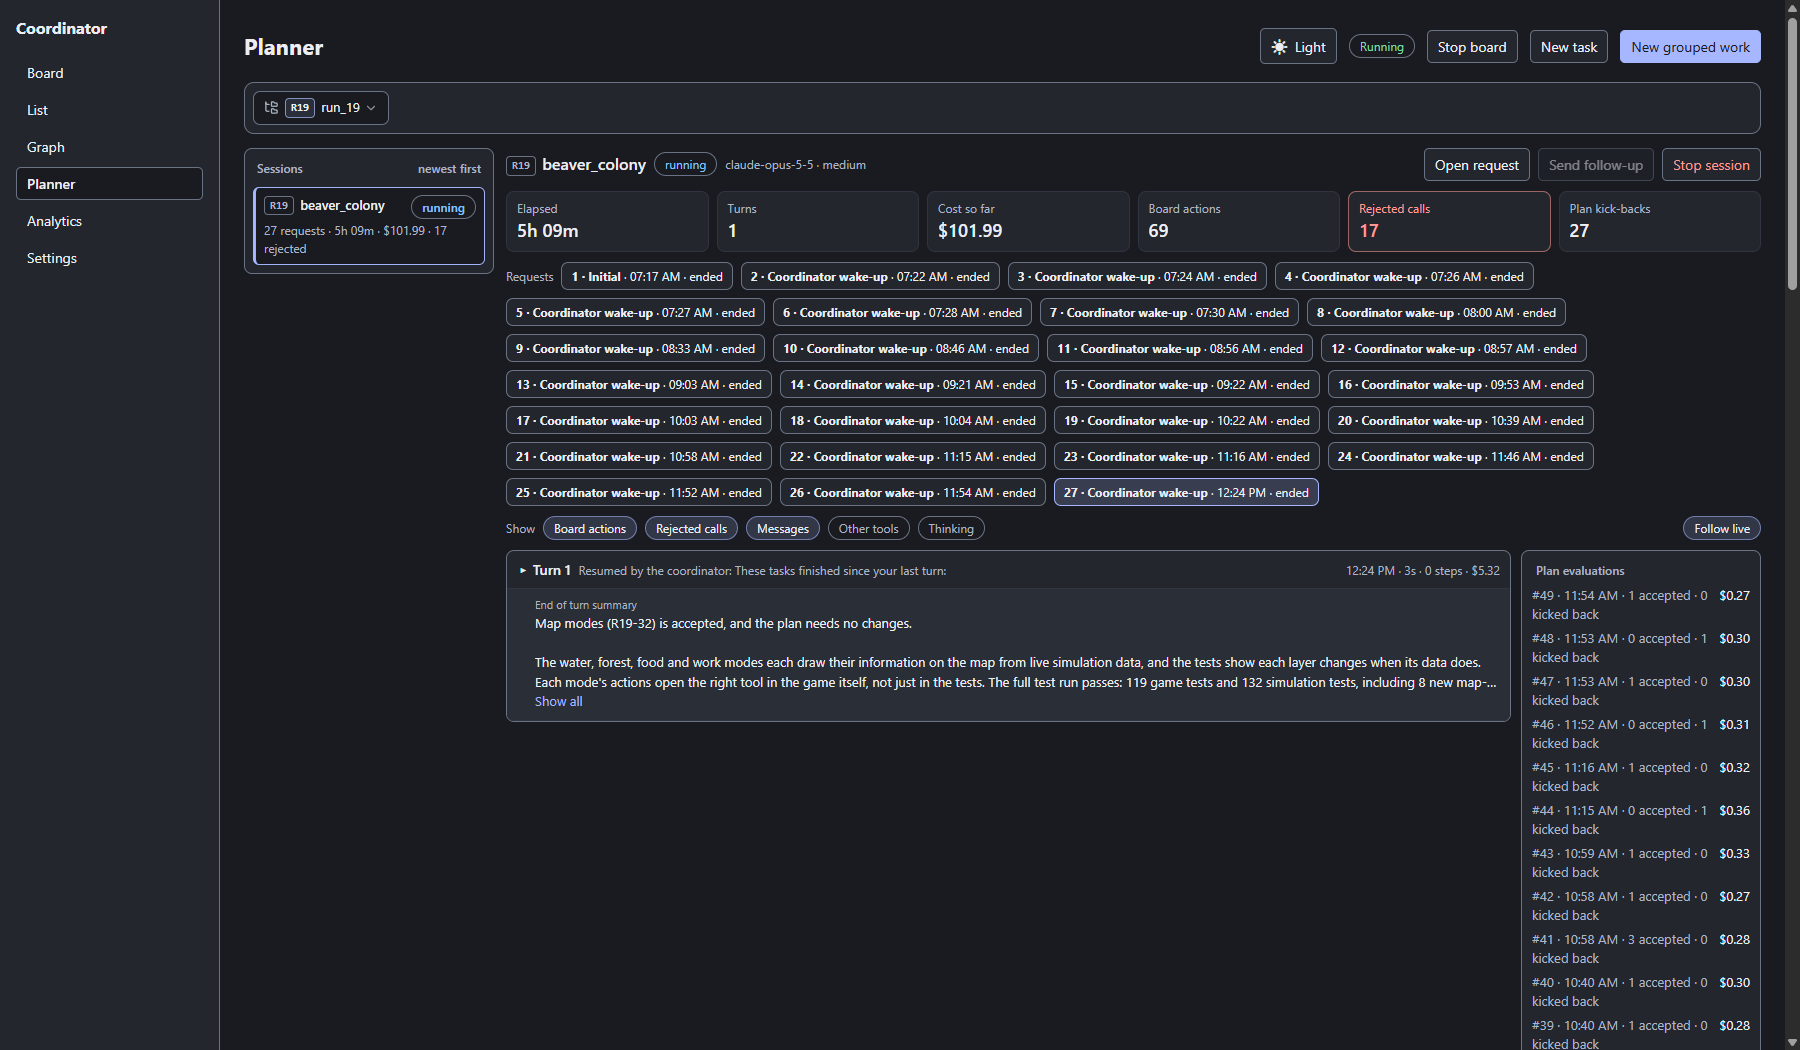 Coordinator
Board
List
Graph
Planner
Analytics
Settings
Planner
Light
Running
Stop board
New task
New grouped work
R19 run_19
Sessions
newest first
R19 beaver_colony running
27 requests · 5h 09m · $101.99 · 17
rejected
R19 beaver_colony running claude-opus-5-5 · medium
Open request
Send follow-up
Stop session
Elapsed
5h 09m
Turns
1
Cost so far
$101.99
Board actions
69
Rejected calls
17
Plan kick-backs
27
Requests
1 · Initial · 07:17 AM · ended
2 · Coordinator wake-up · 07:22 AM · ended
3 · Coordinator wake-up · 07:24 AM · ended
4 · Coordinator wake-up · 07:26 AM · ended
5 · Coordinator wake-up · 07:27 AM · ended
6 · Coordinator wake-up · 07:28 AM · ended
7 · Coordinator wake-up · 07:30 AM · ended
8 · Coordinator wake-up · 08:00 AM · ended
9 · Coordinator wake-up · 08:33 AM · ended
10 · Coordinator wake-up · 08:46 AM · ended
11 · Coordinator wake-up · 08:56 AM · ended
12 · Coordinator wake-up · 08:57 AM · ended
13 · Coordinator wake-up · 09:03 AM · ended
14 · Coordinator wake-up · 09:21 AM · ended
15 · Coordinator wake-up · 09:22 AM · ended
16 · Coordinator wake-up · 09:53 AM · ended
17 · Coordinator wake-up · 10:03 AM · ended
18 · Coordinator wake-up · 10:04 AM · ended
19 · Coordinator wake-up · 10:22 AM · ended
20 · Coordinator wake-up · 10:39 AM · ended
21 · Coordinator wake-up · 10:58 AM · ended
22 · Coordinator wake-up · 11:15 AM · ended
23 · Coordinator wake-up · 11:16 AM · ended
24 · Coordinator wake-up · 11:46 AM · ended
25 · Coordinator wake-up · 11:52 AM · ended
26 · Coordinator wake-up · 11:54 AM · ended
27 · Coordinator wake-up · 12:24 PM · ended
Show
Board actions
Rejected calls
Messages
Other tools
Thinking
Follow live
Turn 1 Resumed by the coordinator: These tasks finished since your last turn:
12:24 PM · 3s · 0 steps · $5.32
End of turn summary
Map modes (R19-32) is accepted, and the plan needs no changes.
The water, forest, food and work modes each draw their information on the map from live simulation data, and the tests show each layer changes when its data does.
Each mode's actions open the right tool in the game itself, not just in the tests. The full test run passes: 119 game tests and 132 simulation tests, including 8 new map-...
Show all
Plan evaluations
#49 · 11:54 AM · 1 accepted · 0 $0.27
kicked back
#48 · 11:53 AM · 0 accepted · 1 $0.30
kicked back
#47 · 11:53 AM · 1 accepted · 0 $0.30
kicked back
#46 · 11:52 AM · 0 accepted · 1 $0.31
kicked back
#45 · 11:16 AM · 1 accepted · 0 $0.32
kicked back
#44 · 11:15 AM · 0 accepted · 1 $0.36
kicked back
#43 · 10:59 AM · 1 accepted · 0 $0.33
kicked back
#42 · 10:58 AM · 1 accepted · 0 $0.27
kicked back
#41 · 10:58 AM · 3 accepted · 0 $0.28
kicked back
#40 · 10:40 AM · 1 accepted · 0 $0.30
kicked back
#39 · 10:40 AM · 1 accepted · 0 $0.28
kicked back